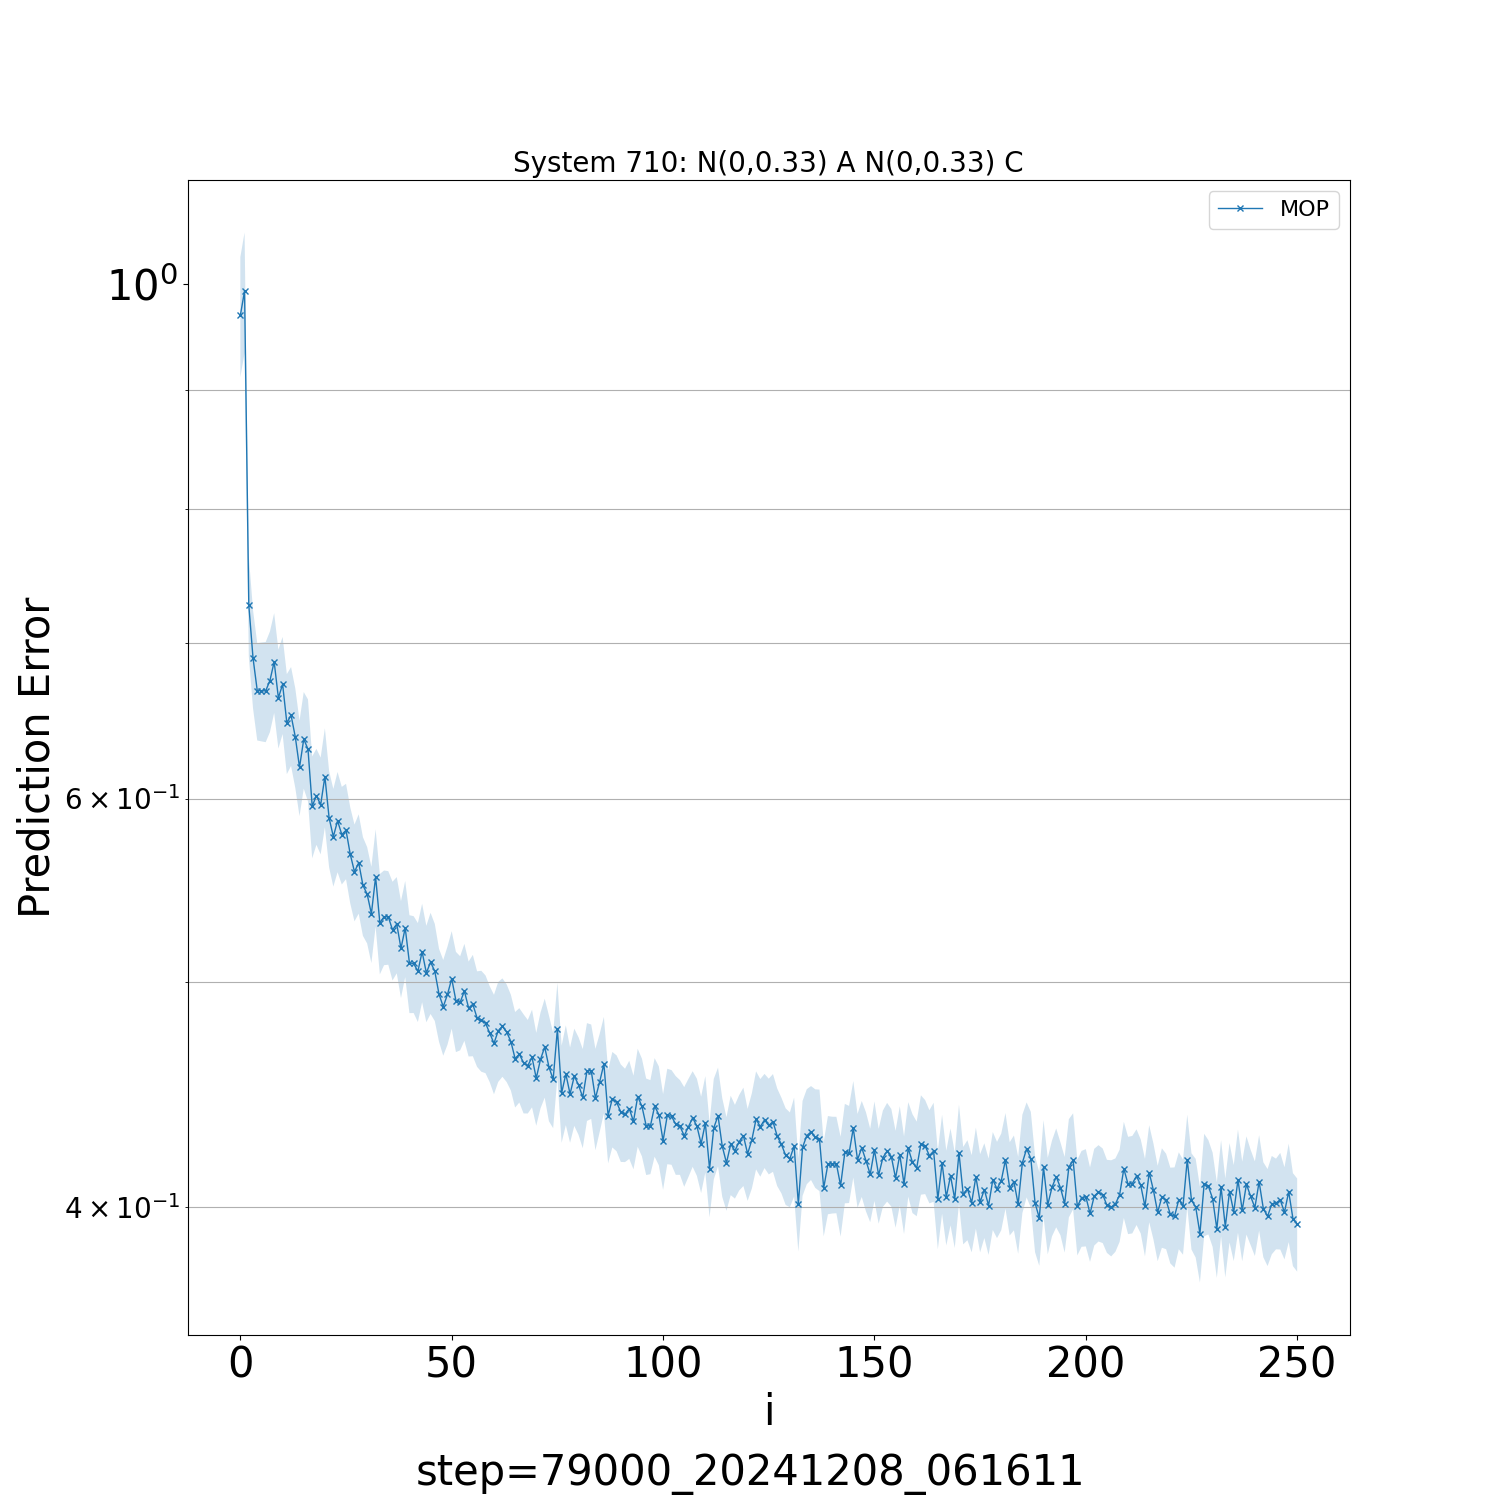 System 710: N(0,0.33) A N(0,0.33) C
MOP
10⁰
6 × 10⁻¹
4 × 10⁻¹
Prediction Error
0 50 100 150 200 250
i
step=79000_20241208_061611